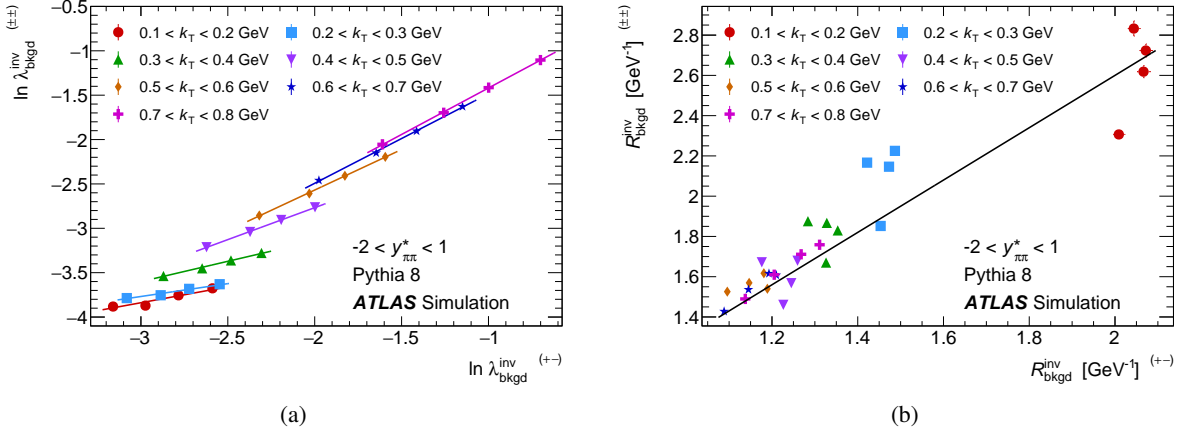 ln λ^inv_bkgd (±±)
−0.5
−1
−1.5
−2
−2.5
−3
−3.5
−4
0.1 < k_T < 0.2 GeV
0.2 < k_T < 0.3 GeV
0.3 < k_T < 0.4 GeV
0.4 < k_T < 0.5 GeV
0.5 < k_T < 0.6 GeV
0.6 < k_T < 0.7 GeV
0.7 < k_T < 0.8 GeV
-2 < y*_ππ < 1
Pythia 8
ATLAS Simulation
−3 −2.5 −2 −1.5 −1
ln λ^inv_bkgd (+−)
(a)
R^inv_bkgd [GeV^-1] (±±)
2.8
2.6
2.4
2.2
2
1.8
1.6
1.4
0.1 < k_T < 0.2 GeV
0.2 < k_T < 0.3 GeV
0.3 < k_T < 0.4 GeV
0.4 < k_T < 0.5 GeV
0.5 < k_T < 0.6 GeV
0.6 < k_T < 0.7 GeV
0.7 < k_T < 0.8 GeV
-2 < y*_ππ < 1
Pythia 8
ATLAS Simulation
1.2 1.4 1.6 1.8 2
R^inv_bkgd [GeV^-1] (+−)
(b)